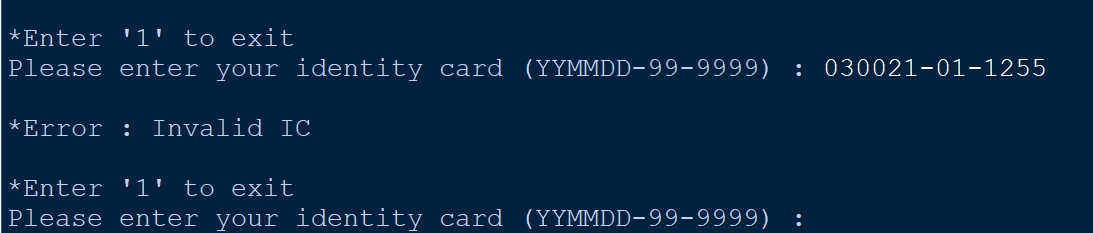 *Enter '1' to exit
Please enter your identity card (YYMMDD-99-9999) : 030021-01-1255
*Error : Invalid IC
*Enter '1' to exit
Please enter your identity card (YYMMDD-99-9999) :